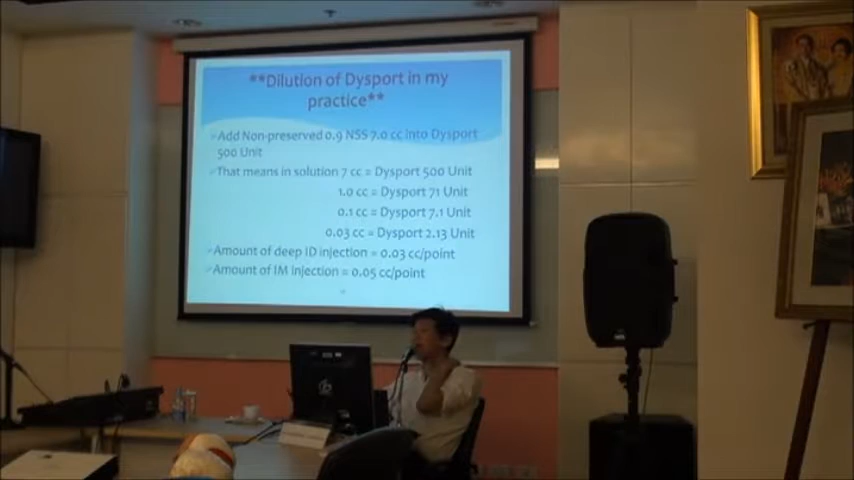 **Dilution of Dysport in my
practice**
Add Non-preserved 0.9 NSS 7.0 cc into Dysport
500 Unit
That means in solution 7 cc = Dysport 500 Unit
1.0 cc = Dysport 71 Unit
0.1 cc = Dysport 7.1 Unit
0.03 cc = Dysport 2.13 Unit
Amount of deep ID injection = 0.03 cc/point
Amount of IM injection = 0.05 cc/point